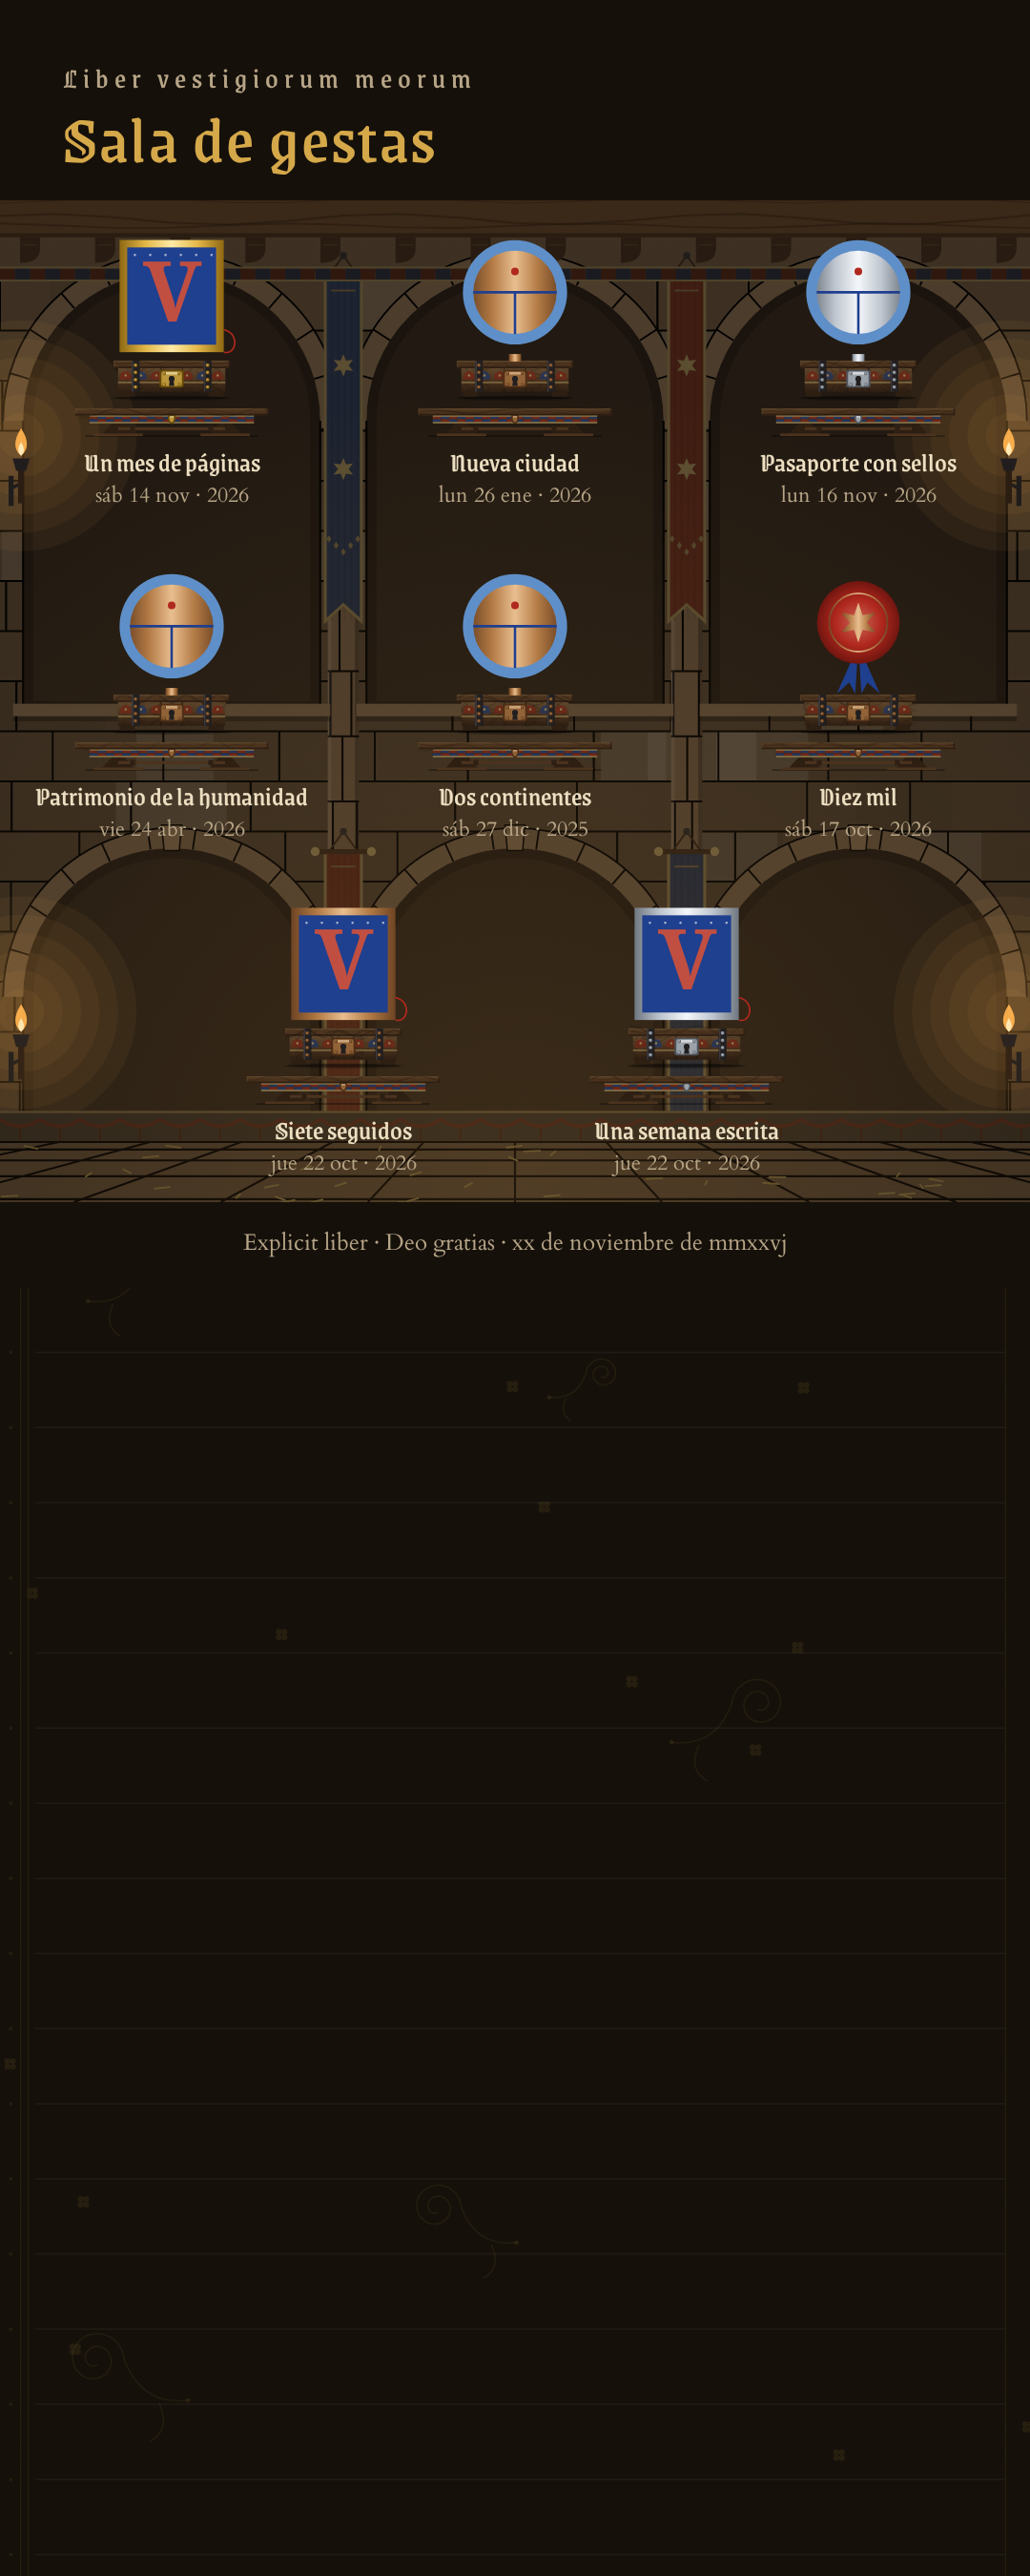 Liber vestigiorum meorum
Sala de gestas
V
Un mes de páginas
sáb 14 nov · 2026
Nueva ciudad
lun 26 ene · 2026
Pasaporte con sellos
lun 16 nov · 2026
Patrimonio de la humanidad
vie 24 abr · 2026
Dos continentes
sáb 27 dic · 2025
Diez mil
sáb 17 oct · 2026
V
Siete seguidos
jue 22 oct · 2026
V
Una semana escrita
jue 22 oct · 2026
Explicit liber · Deo gratias · xx de noviembre de mmxxvj